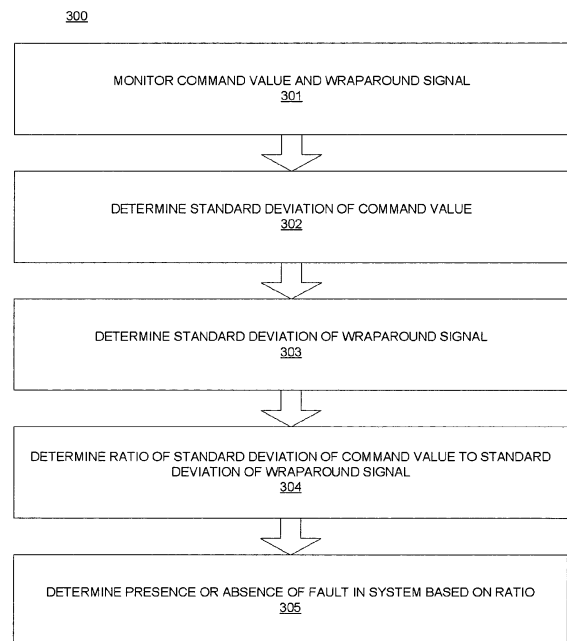 300
MONITOR COMMAND VALUE AND WRAPAROUND SIGNAL
301
DETERMINE STANDARD DEVIATION OF COMMAND VALUE
302
DETERMINE STANDARD DEVIATION OF WRAPAROUND SIGNAL
303
DETERMINE RATIO OF STANDARD DEVIATION OF COMMAND VALUE TO STANDARD
DEVIATION OF WRAPAROUND SIGNAL
304
DETERMINE PRESENCE OR ABSENCE OF FAULT IN SYSTEM BASED ON RATIO
305